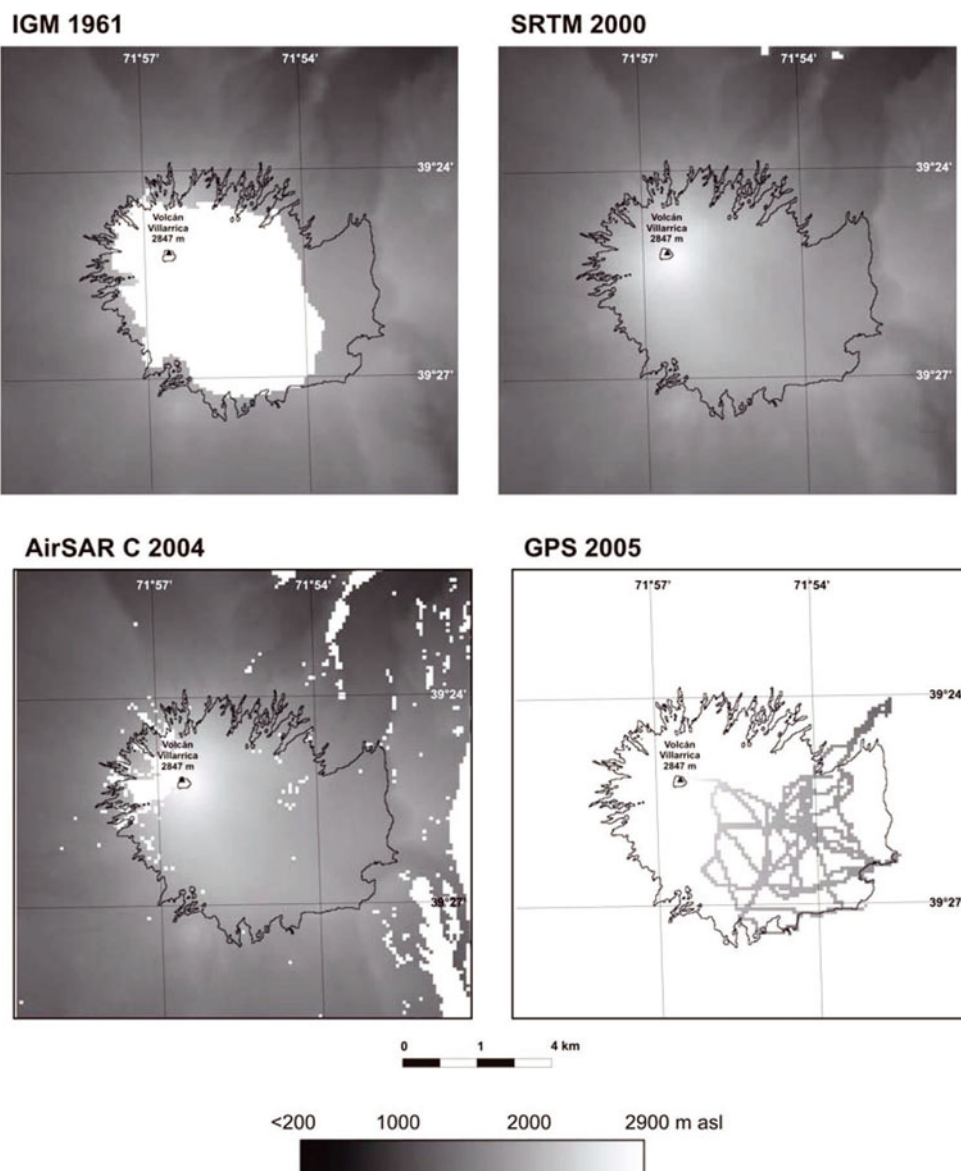 IGM 1961
71°57'
71°54'
39°24'
Volcán
Villarrica
2847 m
39°27'
SRTM 2000
71°57'
71°54'
39°24'
Volcán
Villarrica
2847 m
39°27'
AirSAR C 2004
71°57'
71°54'
39°24'
Volcán
Villarrica
2847 m
39°27'
GPS 2005
71°57'
71°54'
39°24'
Volcán
Villarrica
2847 m
39°27'
0 1 4 km
<200 1000 2000 2900 m asl